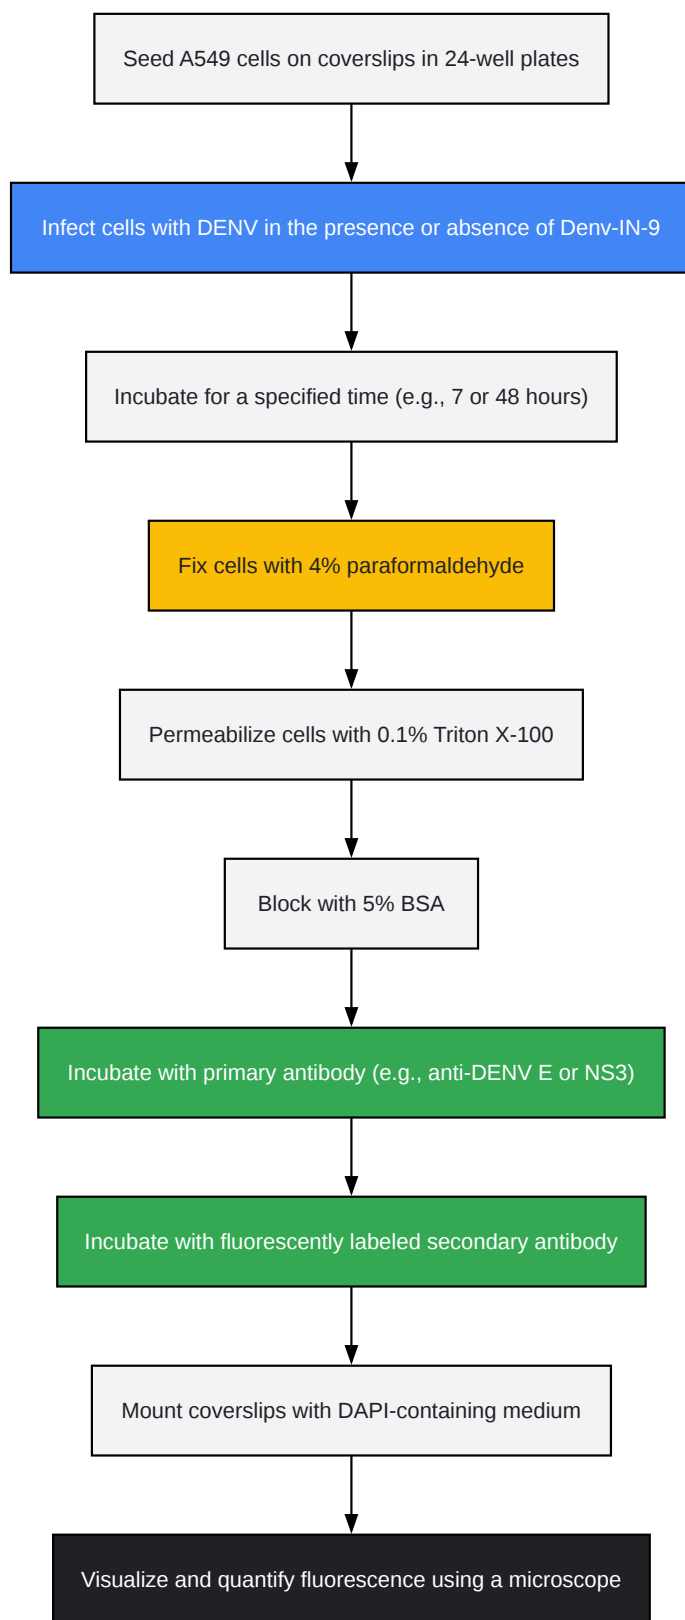 Seed A549 cells on coverslips in 24-well plates
Infect cells with DENV in the presence or absence of Denv-IN-9
Incubate for a specified time (e.g., 7 or 48 hours)
Fix cells with 4% paraformaldehyde
Permeabilize cells with 0.1% Triton X-100
Block with 5% BSA
Incubate with primary antibody (e.g., anti-DENV E or NS3)
Incubate with fluorescently labeled secondary antibody
Mount coverslips with DAPI-containing medium
Visualize and quantify fluorescence using a microscope